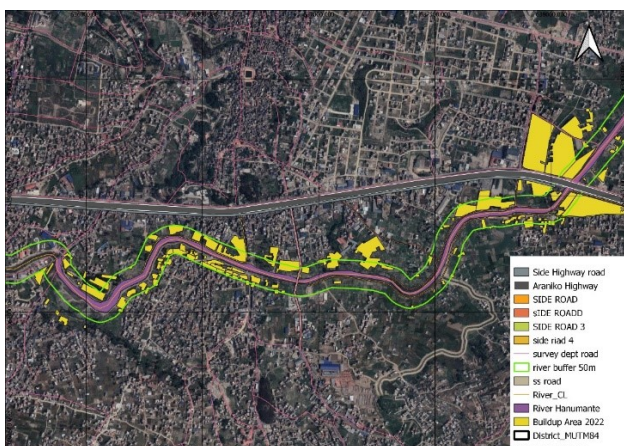 Side Highway road
Araniko Highway
SIDE ROAD
sIDE ROADD
SIDE ROAD 3
side riad 4
survey dept road
river buffer 50m
ss road
River_CL
River Hanumante
Buildup Area 2022
District_MUTM84